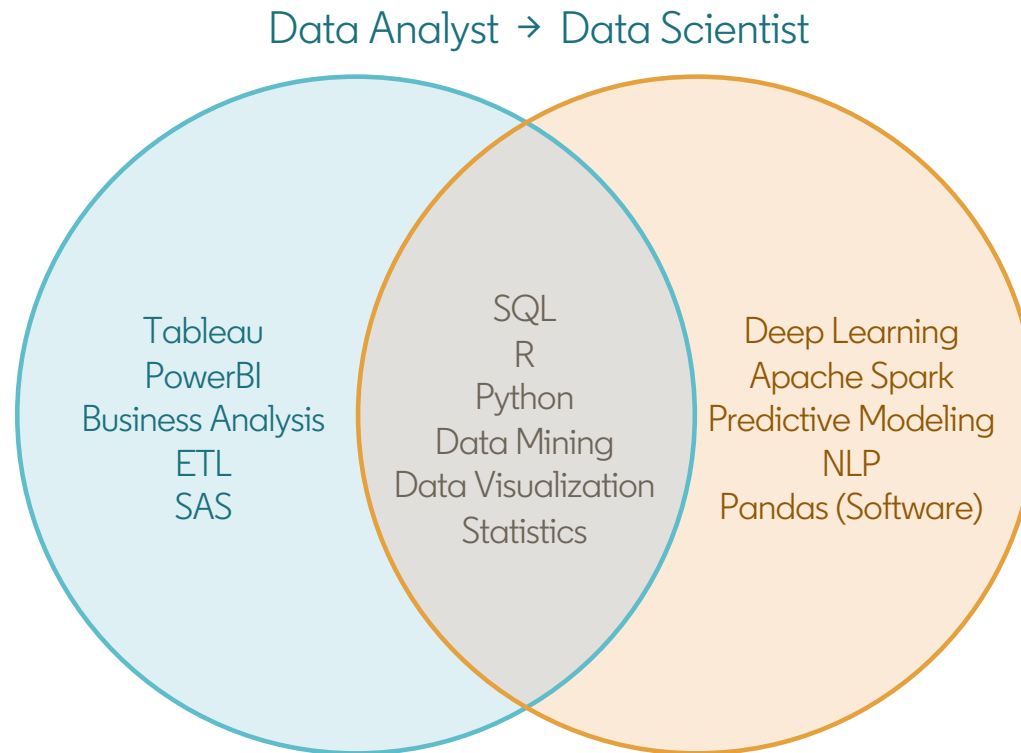 Data Analyst → Data Scientist
Tableau
PowerBI
Business Analysis
ETL
SAS
SQL
R
Python
Data Mining
Data Visualization
Statistics
Deep Learning
Apache Spark
Predictive Modeling
NLP
Pandas (Software)